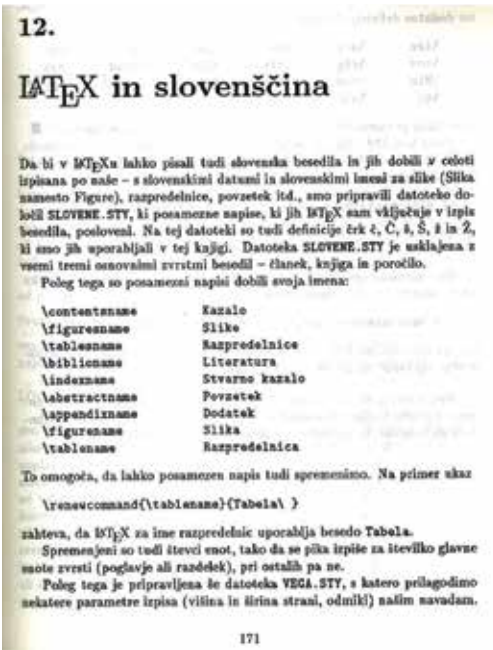 12.
LATEX in slovenščina
Da bi v LATEXu lahko pisali tudi slovenska besedila in jih dobili v celoti
izpisana po naše – s slovenskimi datumi in slovenskimi imeni za slike (Slika
namesto Figure), razpredelnice, povzetek itd., smo pripravili datoteko do-
ločil SLOVENE.STY, ki posamezne napise, ki jih LATEX sam vključuje v izpis
besedila, posloveni. Na tej datoteki so tudi definicije črk č, Č, š, Š, ž in Ž,
ki smo jih uporabljali v tej knjigi. Datoteka SLOVENE.STY je usklajena z
vsemi tremi osnovnimi zvrstmi besedil – članek, knjiga in poročilo.
Poleg tega so posamezni napisi dobili svoja imena:
\contentsname Kazalo
\figuresname Slike
\tablesname Razpredelnice
\biblioname Literatura
\indexname Stvarno kazalo
\abstractname Povzetek
\appendixname Dodatek
\figurename Slika
\tablename Razpredelnica
To omogoča, da lahko posamezen napis tudi spremenimo. Na primer ukaz
\renewcommand{\tablename}{Tabela\ }
zahteva, da LATEX za ime razpredelnic uporablja besedo Tabela.
Spremenjeni so tudi števci enot, tako da se pika izpiše za številko glavne
enote zvrsti (poglavje ali razdelek), pri ostalih pa ne.
Poleg tega je pripravljena še datoteka VEGA.STY, s katero prilagodimo
nekatere parametre izpisa (višina in širina strani, odmiki) našim navadam.
171